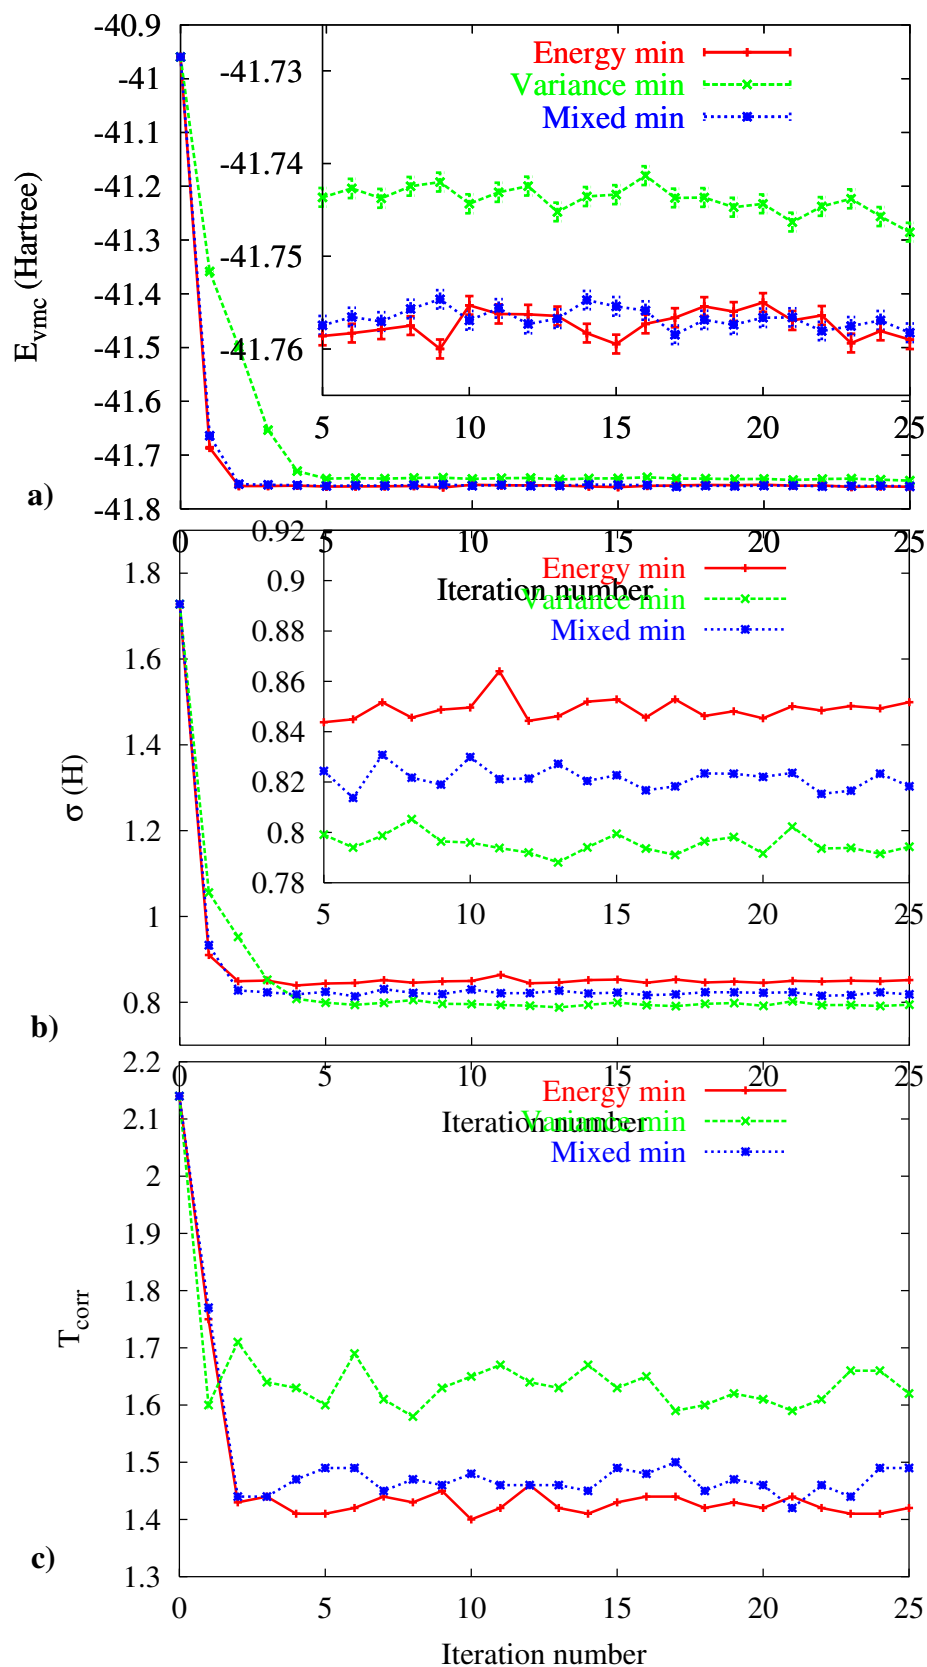 -40.9
-41
-41.1
-41.2
-41.3
-41.4
-41.5
-41.6
-41.7
-41.8
E_vmc (Hartree)
a)
Energy min
Variance min
Mixed min
-41.73
-41.74
-41.75
-41.76
5 10 15 20 25
0 5 10 15 20 25
Iteration number
1.8
1.6
1.4
1.2
1
0.8
σ (H)
b)
Energy min
Variance min
Mixed min
0.92
0.9
0.88
0.86
0.84
0.82
0.8
0.78
5 10 15 20 25
0 5 10 15 20 25
Iteration number
2.2
2.1
2
1.9
1.8
1.7
1.6
1.5
1.4
1.3
T_corr
c)
Energy min
Variance min
Mixed min
0 5 10 15 20 25
Iteration number